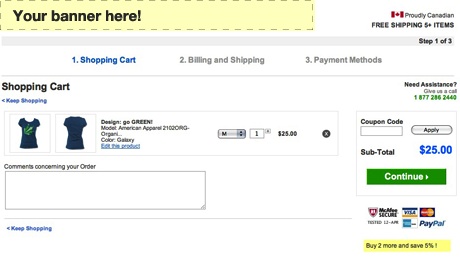 Your banner here!
Proudly Canadian
FREE SHIPPING 5+ ITEMS
Step 1 of 3
1. Shopping Cart 2. Billing and Shipping 3. Payment Methods
Shopping Cart
< Keep Shopping
Need Assistance?
Give us a call
1 877 286 2440
Design: go GREEN!
Model: American Apparel 2102ORG-
Organi...
Color: Galaxy
Edit this product
M 1 $25.00
Coupon Code
Apply
Sub-Total $25.00
Continue ›
Comments concerning your Order
< Keep Shopping
McAfee SECURE VISA
TESTED 12-APR PayPal
Buy 2 more and save 5% !